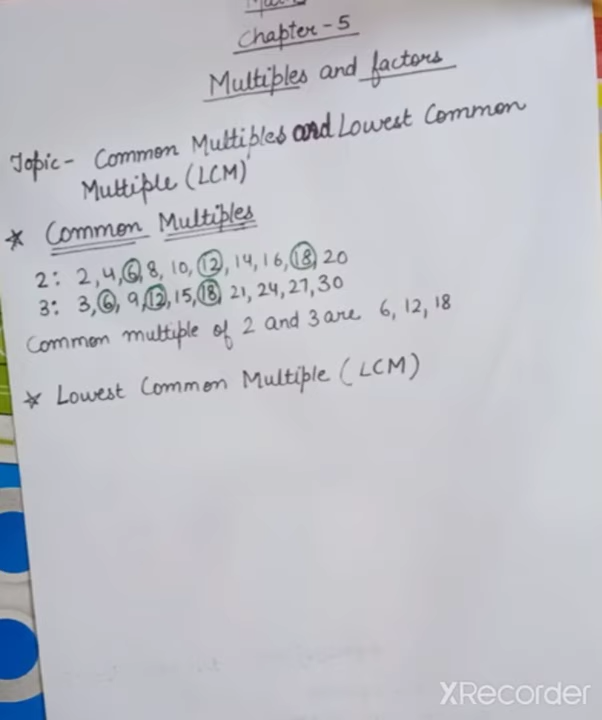 Chapter - 5
Multiples and factors
Topic - Common Multiples and Lowest Common
Multiple (LCM)
* Common Multiples
2: 2, 4, 6, 8, 10, 12, 14, 16, 18, 20
3: 3, 6, 9, 12, 15, 18, 21, 24, 27, 30
Common multiple of 2 and 3 are 6, 12, 18
* Lowest Common Multiple (LCM)
XRecorder